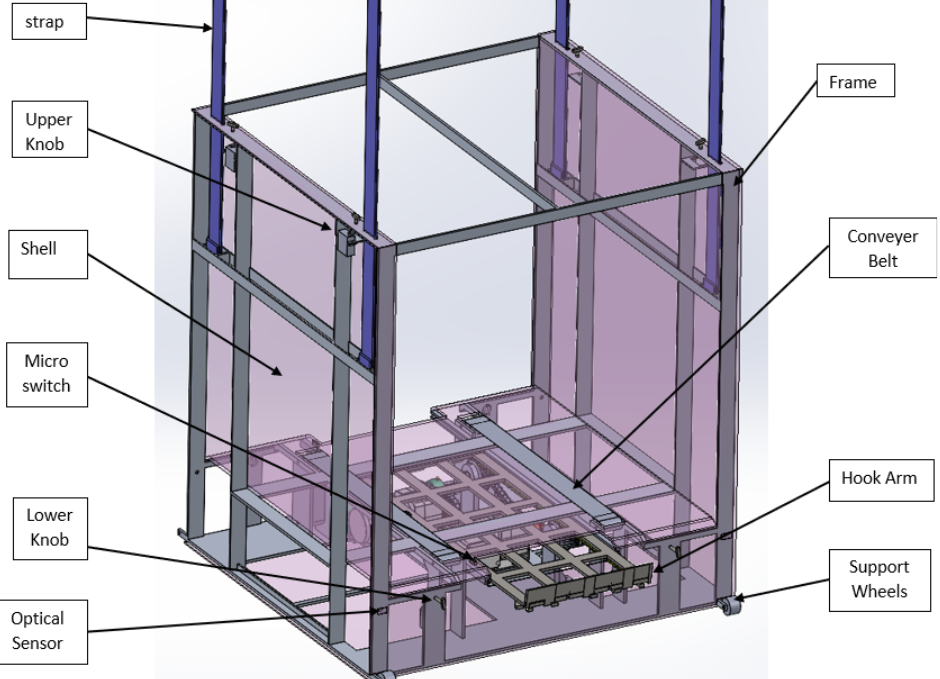 strap
Upper
Knob
Shell
Micro
switch
Lower
Knob
Optical
Sensor
Frame
Conveyer
Belt
Hook Arm
Support
Wheels